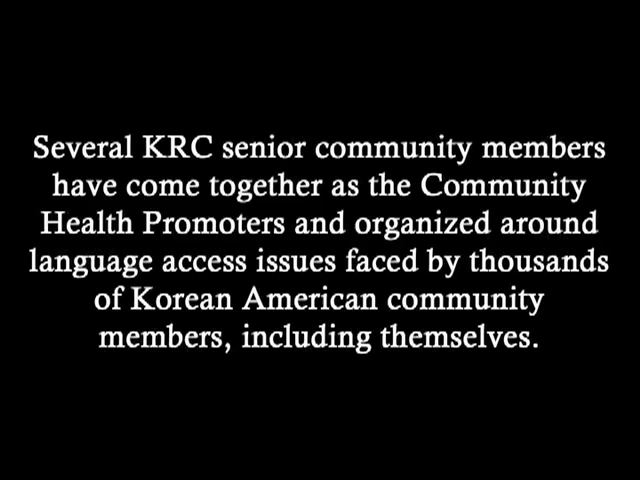 Several KRC senior community members
have come together as the Community
Health Promoters and organized around
language access issues faced by thousands
of Korean American community
members, including themselves.